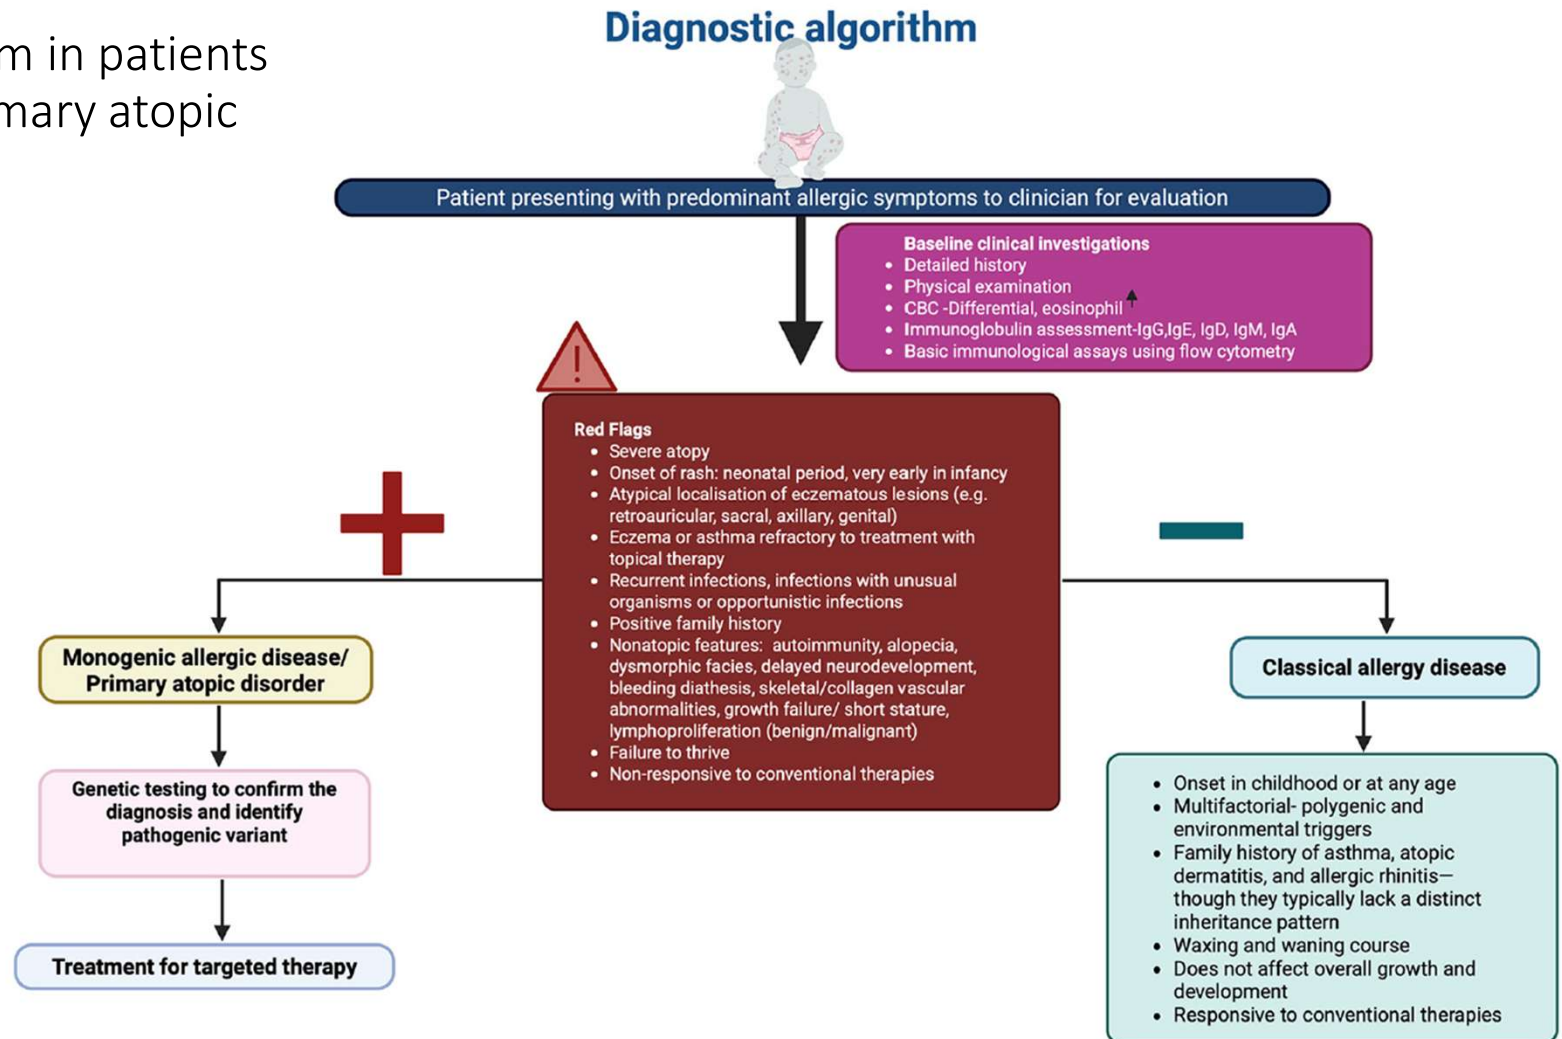 Diagnostic algorithm
m in patients
mary atopic
Patient presenting with predominant allergic symptoms to clinician for evaluation
Baseline clinical investigations
• Detailed history
• Physical examination
• CBC -Differential, eosinophil
• Immunoglobulin assessment-IgG,IgE, IgD, IgM, IgA
• Basic immunological assays using flow cytometry
!
Red Flags
• Severe atopy
• Onset of rash: neonatal period, very early in infancy
• Atypical localisation of eczematous lesions (e.g.
retroauricular, sacral, axillary, genital)
• Eczema or asthma refractory to treatment with
topical therapy
• Recurrent infections, infections with unusual
organisms or opportunistic infections
• Positive family history
• Nonatopic features: autoimmunity, alopecia,
dysmorphic facies, delayed neurodevelopment,
bleeding diathesis, skeletal/collagen vascular
abnormalities, growth failure/ short stature,
lymphoproliferation (benign/malignant)
• Failure to thrive
• Non-responsive to conventional therapies
Monogenic allergic disease/
Primary atopic disorder
Genetic testing to confirm the
diagnosis and identify
pathogenic variant
Treatment for targeted therapy
Classical allergy disease
• Onset in childhood or at any age
• Multifactorial- polygenic and
environmental triggers
• Family history of asthma, atopic
dermatitis, and allergic rhinitis—
though they typically lack a distinct
inheritance pattern
• Waxing and waning course
• Does not affect overall growth and
development
• Responsive to conventional therapies